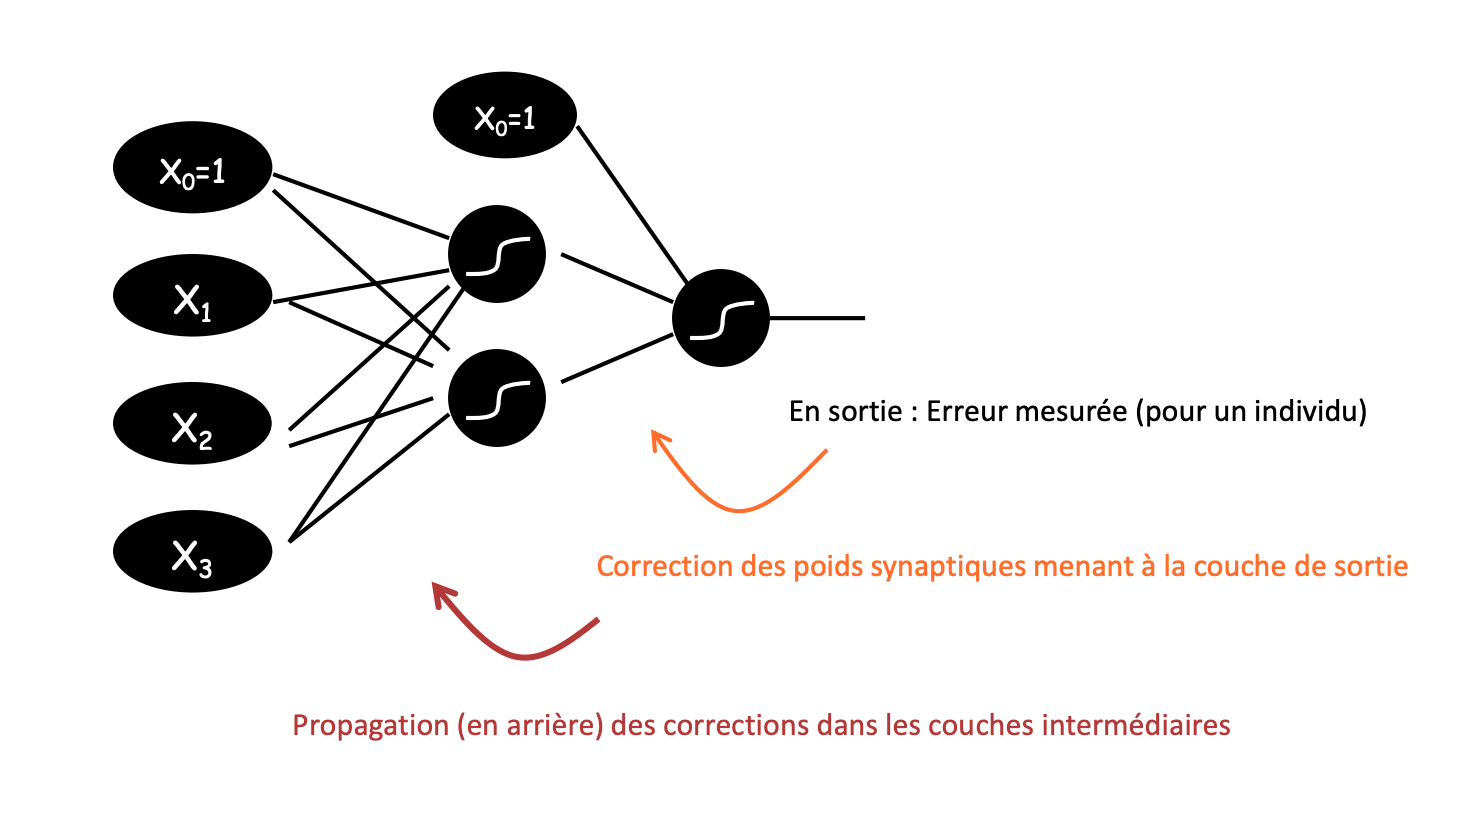 X₀=1
X₀=1
X₁
X₂
X₃
En sortie : Erreur mesurée (pour un individu)
Correction des poids synaptiques menant à la couche de sortie
Propagation (en arrière) des corrections dans les couches intermédiaires